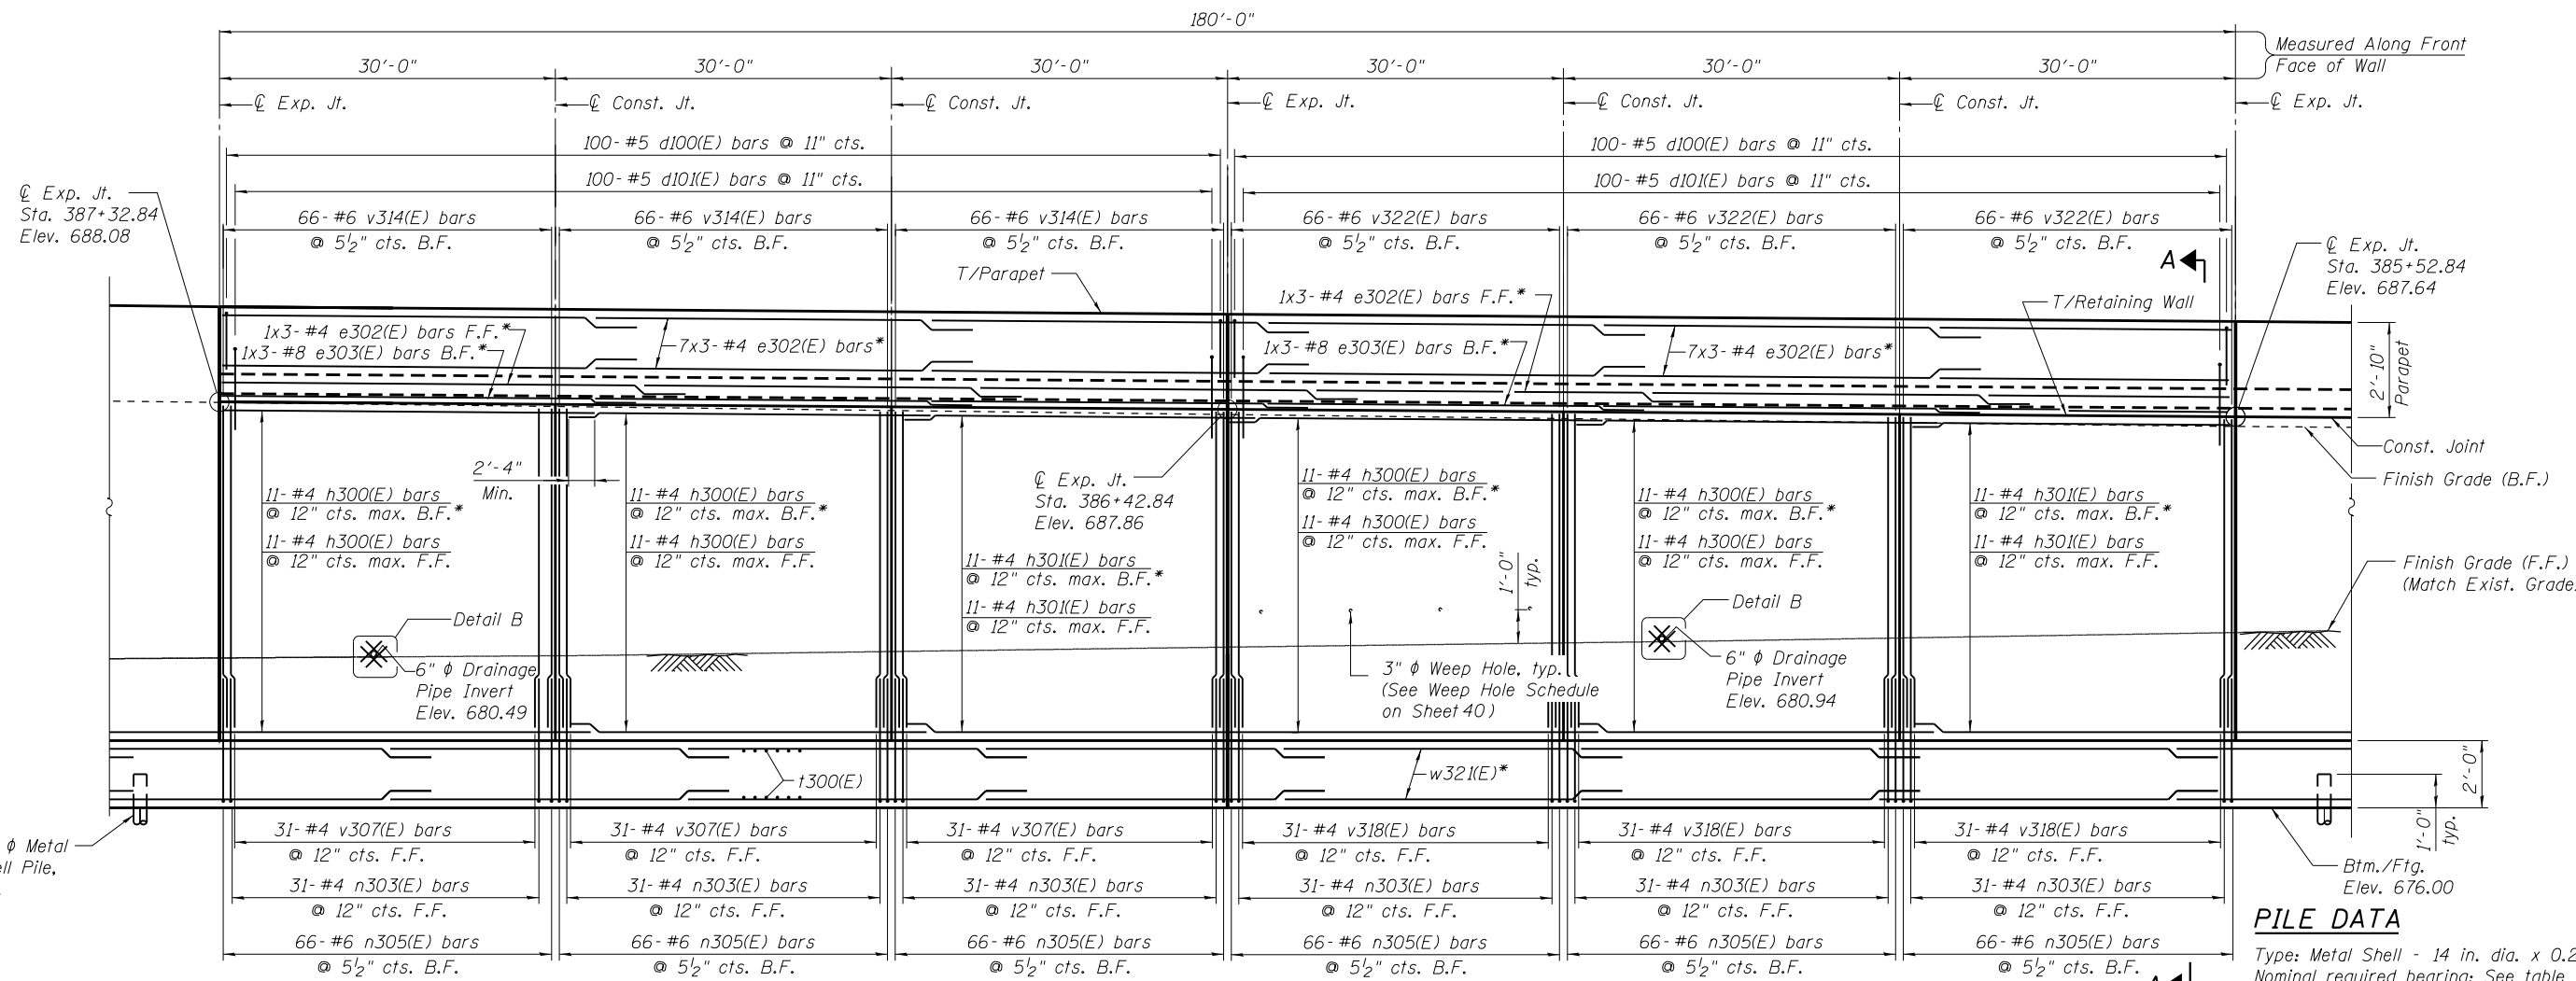 180'-0"
Measured Along Front
Face of Wall
30'-0" 30'-0" 30'-0" 30'-0" 30'-0" 30'-0"
℄ Exp. Jt. ℄ Const. Jt. ℄ Const. Jt. ℄ Exp. Jt. ℄ Const. Jt. ℄ Const. Jt. ℄ Exp. Jt.
100-#5 d100(E) bars @ 11" cts. 100-#5 d100(E) bars @ 11" cts.
100-#5 d101(E) bars @ 11" cts. 100-#5 d101(E) bars @ 11" cts.
℄ Exp. Jt.
Sta. 387+32.84
Elev. 688.08
66-#6 v314(E) bars
@ 5½" cts. B.F.
66-#6 v314(E) bars
@ 5½" cts. B.F.
66-#6 v314(E) bars
@ 5½" cts. B.F.
66-#6 v322(E) bars
@ 5½" cts. B.F.
66-#6 v322(E) bars
@ 5½" cts. B.F.
66-#6 v322(E) bars
@ 5½" cts. B.F.
A
℄ Exp. Jt.
Sta. 385+52.84
Elev. 687.64
T/Parapet
T/Retaining Wall
1x3-#4 e302(E) bars F.F.*
1x3-#8 e303(E) bars B.F.*
7x3-#4 e302(E) bars*
1x3-#4 e302(E) bars F.F.*
1x3-#8 e303(E) bars B.F.*
7x3-#4 e302(E) bars*
2'-10"
Parapet
Const. Joint
Finish Grade (B.F.)
2'-4"
Min.
℄ Exp. Jt.
Sta. 386+42.84
Elev. 687.86
11-#4 h300(E) bars
@ 12" cts. max. B.F.*
11-#4 h300(E) bars
@ 12" cts. max. F.F.
11-#4 h300(E) bars
@ 12" cts. max. B.F.*
11-#4 h300(E) bars
@ 12" cts. max. F.F.
11-#4 h301(E) bars
@ 12" cts. max. B.F.*
11-#4 h301(E) bars
@ 12" cts. max. F.F.
11-#4 h300(E) bars
@ 12" cts. max. B.F.*
11-#4 h300(E) bars
@ 12" cts. max. F.F.
11-#4 h300(E) bars
@ 12" cts. max. B.F.*
11-#4 h300(E) bars
@ 12" cts. max. F.F.
11-#4 h301(E) bars
@ 12" cts. max. B.F.*
11-#4 h301(E) bars
@ 12" cts. max. F.F.
1'-0"
typ.
Finish Grade (F.F.)
(Match Exist. Grade
Detail B
6" ϕ Drainage
Pipe Invert
Elev. 680.49
3" ϕ Weep Hole, typ.
(See Weep Hole Schedule
on Sheet 40)
Detail B
6" ϕ Drainage
Pipe Invert
Elev. 680.94
t300(E)
w321(E)*
2'-0"
1'-0"
typ.
ϕ Metal
ell Pile,
31-#4 v307(E) bars
@ 12" cts. F.F.
31-#4 v307(E) bars
@ 12" cts. F.F.
31-#4 v307(E) bars
@ 12" cts. F.F.
31-#4 v318(E) bars
@ 12" cts. F.F.
31-#4 v318(E) bars
@ 12" cts. F.F.
31-#4 v318(E) bars
@ 12" cts. F.F.
Btm./Ftg.
Elev. 676.00
31-#4 n303(E) bars
@ 12" cts. F.F.
31-#4 n303(E) bars
@ 12" cts. F.F.
31-#4 n303(E) bars
@ 12" cts. F.F.
31-#4 n303(E) bars
@ 12" cts. F.F.
31-#4 n303(E) bars
@ 12" cts. F.F.
31-#4 n303(E) bars
@ 12" cts. F.F.
66-#6 n305(E) bars
@ 5½" cts. B.F.
66-#6 n305(E) bars
@ 5½" cts. B.F.
66-#6 n305(E) bars
@ 5½" cts. B.F.
66-#6 n305(E) bars
@ 5½" cts. B.F.
66-#6 n305(E) bars
@ 5½" cts. B.F.
66-#6 n305(E) bars
@ 5½" cts. B.F.
PILE DATA
Type: Metal Shell - 14 in. dia. x 0.2
Nominal required bearing: See table